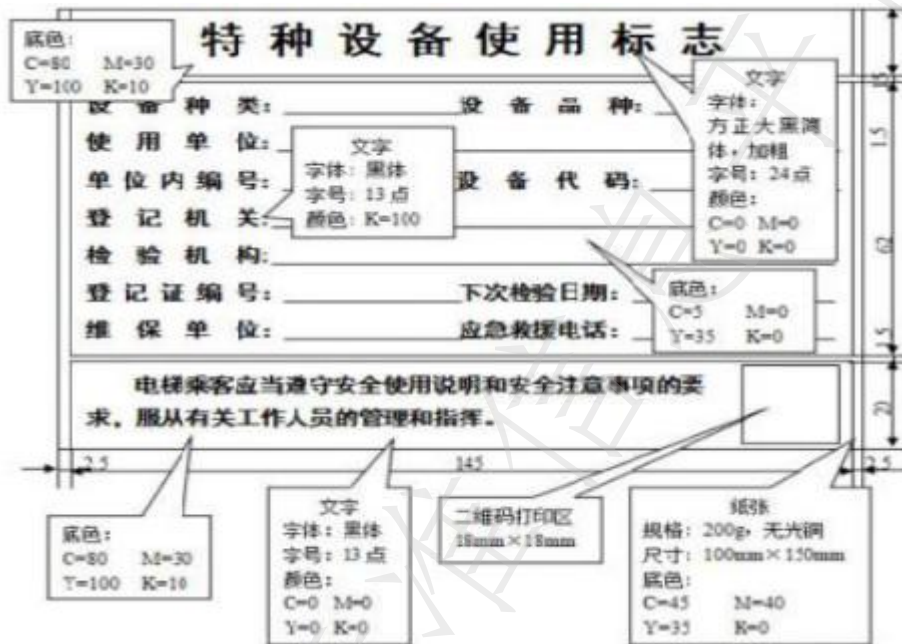 特种设备使用标志
底色：
C=80 M=30
Y=100 K=10
文字
字体：
方正大黑简
体，加粗
字号：24点
颜色：
C=0 M=0
Y=0 K=0
15
设备种类： 设备品种：
使用单位：
单位内编号： 设备代码：
登记机关：
检验机构：
登记证编号： 下次检验日期：
维保单位： 应急救援电话：
文字
字体：黑体
字号：13点
颜色：K=100
底色：
C=5 M=0
Y=35 K=0
1.5
62
1.5
电梯乘客应当遵守安全使用说明和安全注意事项的要
求，服从有关工作人员的管理和指挥。
20
2.5 145 2.5
底色：
C=80 M=30
Y=100 K=10
文字
字体：黑体
字号：13点
颜色：
C=0 M=0
Y=0 K=0
二维码打印区
18mm×18mm
纸张
规格：200g，无光铜
尺寸：100mm×150mm
底色：
C=45 M=40
Y=35 K=0